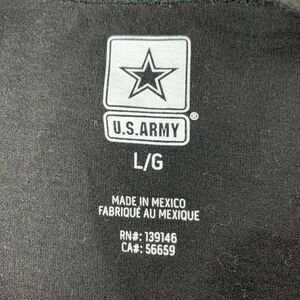 U.S.ARMY®
L/G
MADE IN MEXICO
FABRIQUÉ AU MEXIQUE
RN#: 139146
CA#: 56659